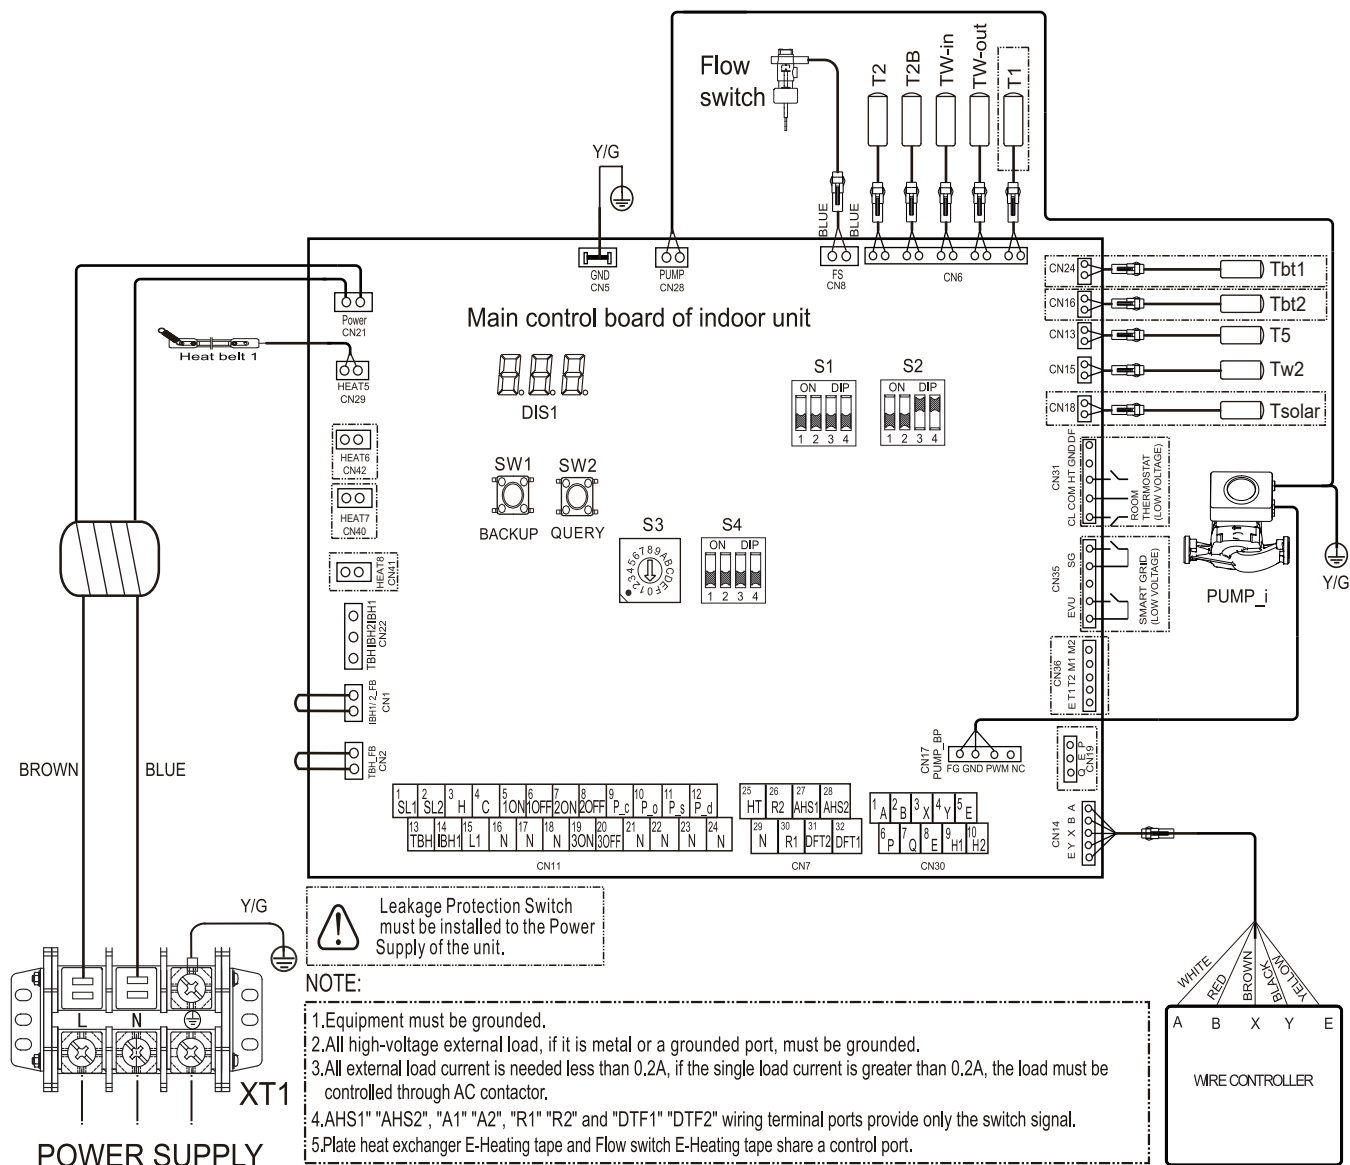 Flow
switch
T2
T2B
TW-in
TW-out
T1
Y/G
BLUE
BLUE
GND
CN5
PUMP
CN28
FS
CN8
CN6
Power
CN21
Main control board of indoor unit
Heat belt 1
HEAT5
CN29
DIS1
S1
ON DIP
1 2 3 4
S2
ON DIP
1 2 3 4
CN24
Tbt1
CN16
Tbt2
CN13
T5
CN15
Tw2
CN18
Tsolar
HEAT6
CN42
HEAT7
CN40
HEAT8
CN41
SW1
BACKUP
SW2
QUERY
S3
0123456789ABCDEF
S4
ON DIP
1 2 3 4
CN31
CL COM HT GND DF
ROOM
THERMOSTAT
(LOW VOLTAGE)
CN35
EVU SG
SMART GRID
(LOW VOLTAGE)
PUMP_i
Y/G
TBH IBH2 IBH1
CN22
IBH1/ 2_FB
CN1
TBH_FB
CN2
CN36
E T1 T2 M1 M2
CN17
PUMP_BP
FG GND PWM NC
Q E P
CN19
BROWN
BLUE
1 SL1 2 SL2 3 H 4 C 5 1ON 6 1OFF 7 2ON 8 2OFF 9 P_c 10 P_o 11 P_s 12 P_d
13 TBH 14 IBH1 15 L1 16 N 17 N 18 N 19 3ON 20 3OFF 21 N 22 N 23 N 24 N
CN11
25 HT 26 R2 27 AHS1 28 AHS2
29 N 30 R1 31 DFT2 32 DFT1
CN7
1 A 2 B 3 X 4 Y 5 E
6 P 7 Q 8 E 9 H1 10 H2
CN30
CN14
E Y X B A
Y/G
Leakage Protection Switch
must be installed to the Power
Supply of the unit.
L N
XT1
POWER SUPPLY
NOTE:
1.Equipment must be grounded.
2.All high-voltage external load, if it is metal or a grounded port, must be grounded.
3.All external load current is needed less than 0.2A, if the single load current is greater than 0.2A, the load must be
controlled through AC contactor.
4.AHS1" "AHS2", "A1" "A2", "R1" "R2" and "DTF1" "DTF2" wiring terminal ports provide only the switch signal.
5.Plate heat exchanger E-Heating tape and Flow switch E-Heating tape share a control port.
WHITE
RED
BROWN
BLACK
YELLOW
A B X Y E
WIRE CONTROLLER